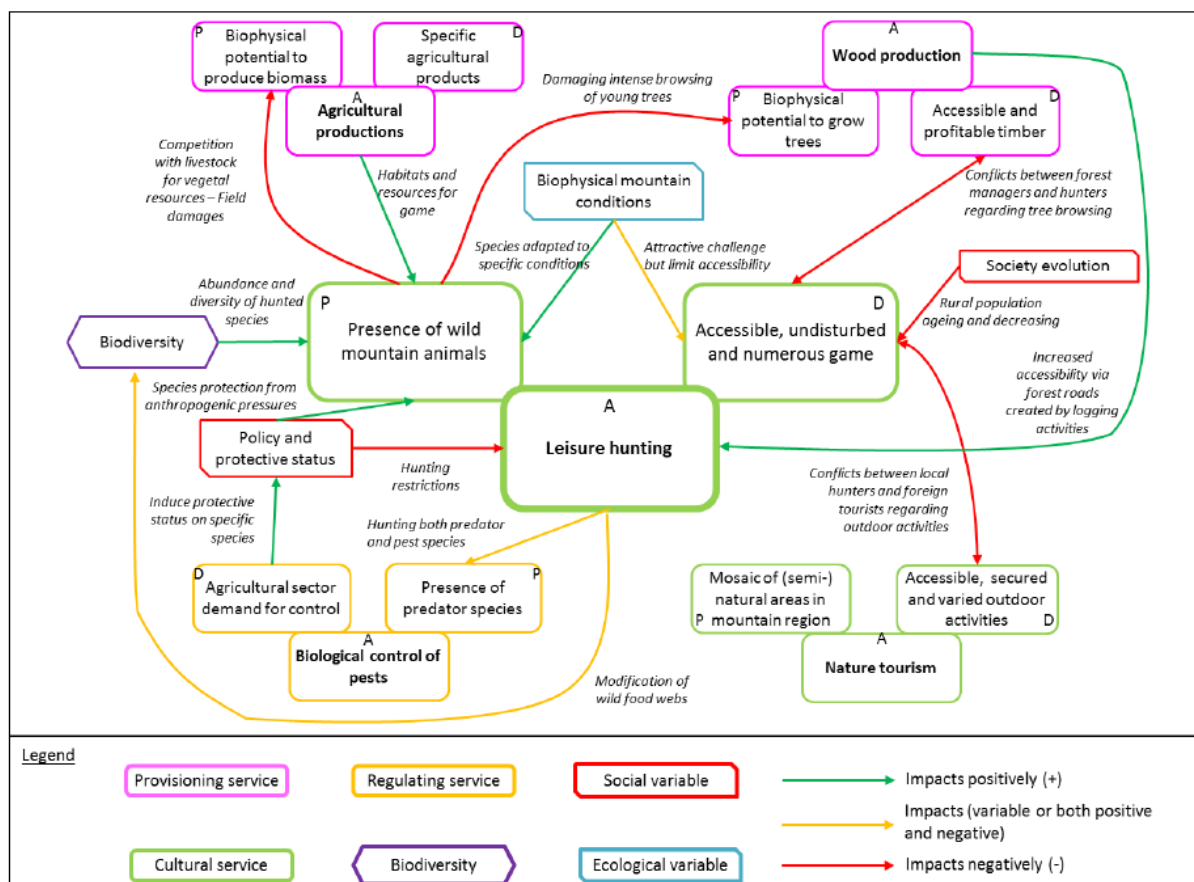 P
Biophysical
potential to
produce biomass
D
Specific
agricultural
products
A
Agricultural
productions
A
Wood production
P
Biophysical
potential to grow
trees
D
Accessible and
profitable timber
Damaging intense browsing
of young trees
Competition
with livestock
for vegetal
resources – Field
damages
Habitats and
resources for
game
Biophysical mountain
conditions
Conflicts between forest
managers and hunters
regarding tree browsing
Species adapted to
specific conditions
Attractive challenge
but limit accessibility
Society evolution
Rural population
ageing and decreasing
Abundance and
diversity of hunted
species
Biodiversity
P
Presence of wild
mountain animals
D
Accessible, undisturbed
and numerous game
Increased
accessibility via
forest roads
created by logging
activities
Species protection from
anthropogenic pressures
A
Leisure hunting
Policy and
protective status
Hunting
restrictions
Induce protective
status on specific
species
Hunting both predator
and pest species
Conflicts between local
hunters and foreign
tourists regarding
outdoor activities
D
Agricultural sector
demand for control
P
Presence of
predator species
A
Biological control of
pests
Mosaic of (semi-)
natural areas in
P mountain region
Accessible, secured
and varied outdoor
activities
D
A
Nature tourism
Modification of
wild food webs
Legend
Provisioning service
Regulating service
Social variable
Impacts positively (+)
Impacts (variable or both positive
and negative)
Cultural service
Biodiversity
Ecological variable
Impacts negatively (-)